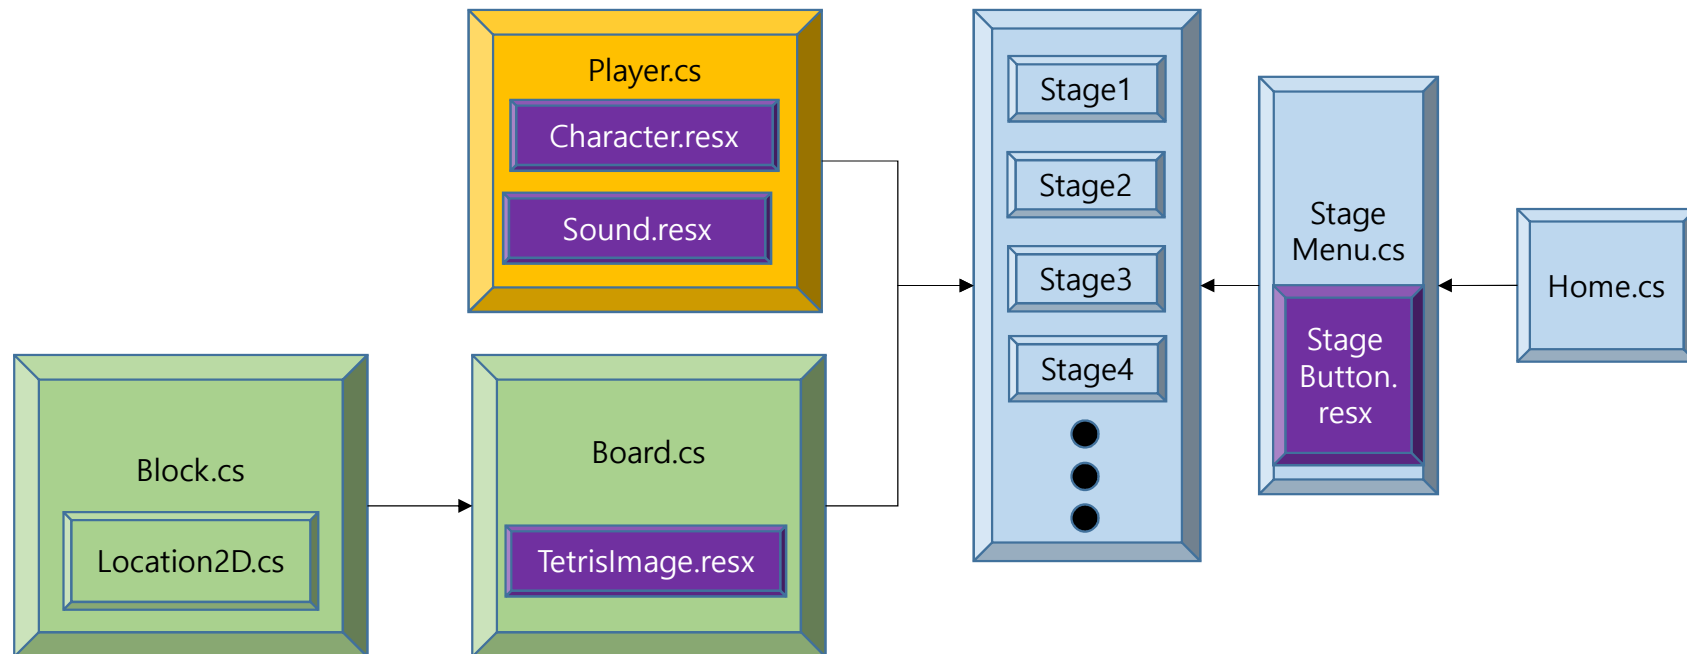 Player.cs
Character.resx
Sound.resx
Block.cs
Location2D.cs
Board.cs
TetrisImage.resx
Stage1
Stage2
Stage3
Stage4
Stage
Menu.cs
Stage
Button.
resx
Home.cs